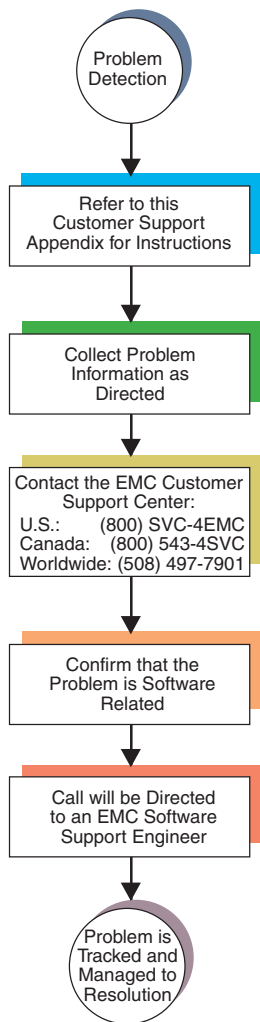 Problem
Detection
Refer to this
Customer Support
Appendix for Instructions
Collect Problem
Information as
Directed
Contact the EMC Customer
Support Center:
U.S.: (800) SVC-4EMC
Canada: (800) 543-4SVC
Worldwide: (508) 497-7901
Confirm that the
Problem is Software
Related
Call will be Directed
to an EMC Software
Support Engineer
Problem is
Tracked and
Managed to
Resolution